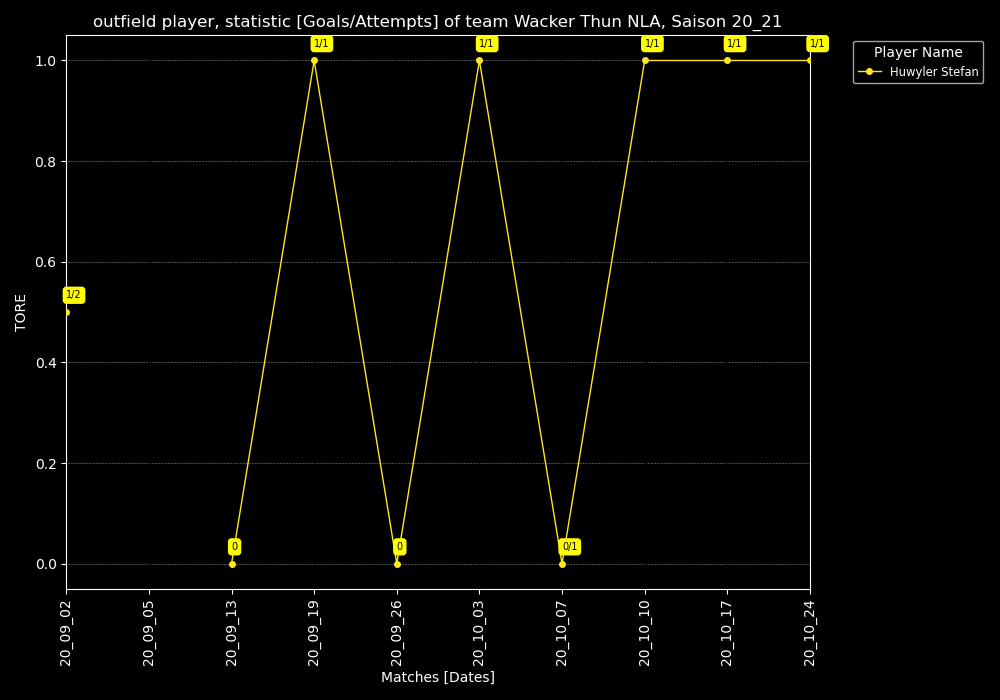 outfield player, statistic [Goals/Attempts] of team Wacker Thun NLA, Saison 20_21
1/1 1/1 1/1 1/1 1/1
Player Name
Huwyler Stefan
1.0
0.8
0.6
1/2
TORE
0.4
0.2
0 0 0/1
0.0
20_09_02 20_09_05 20_09_13 20_09_19 20_09_26 20_10_03 20_10_07 20_10_10 20_10_17 20_10_24
Matches [Dates]